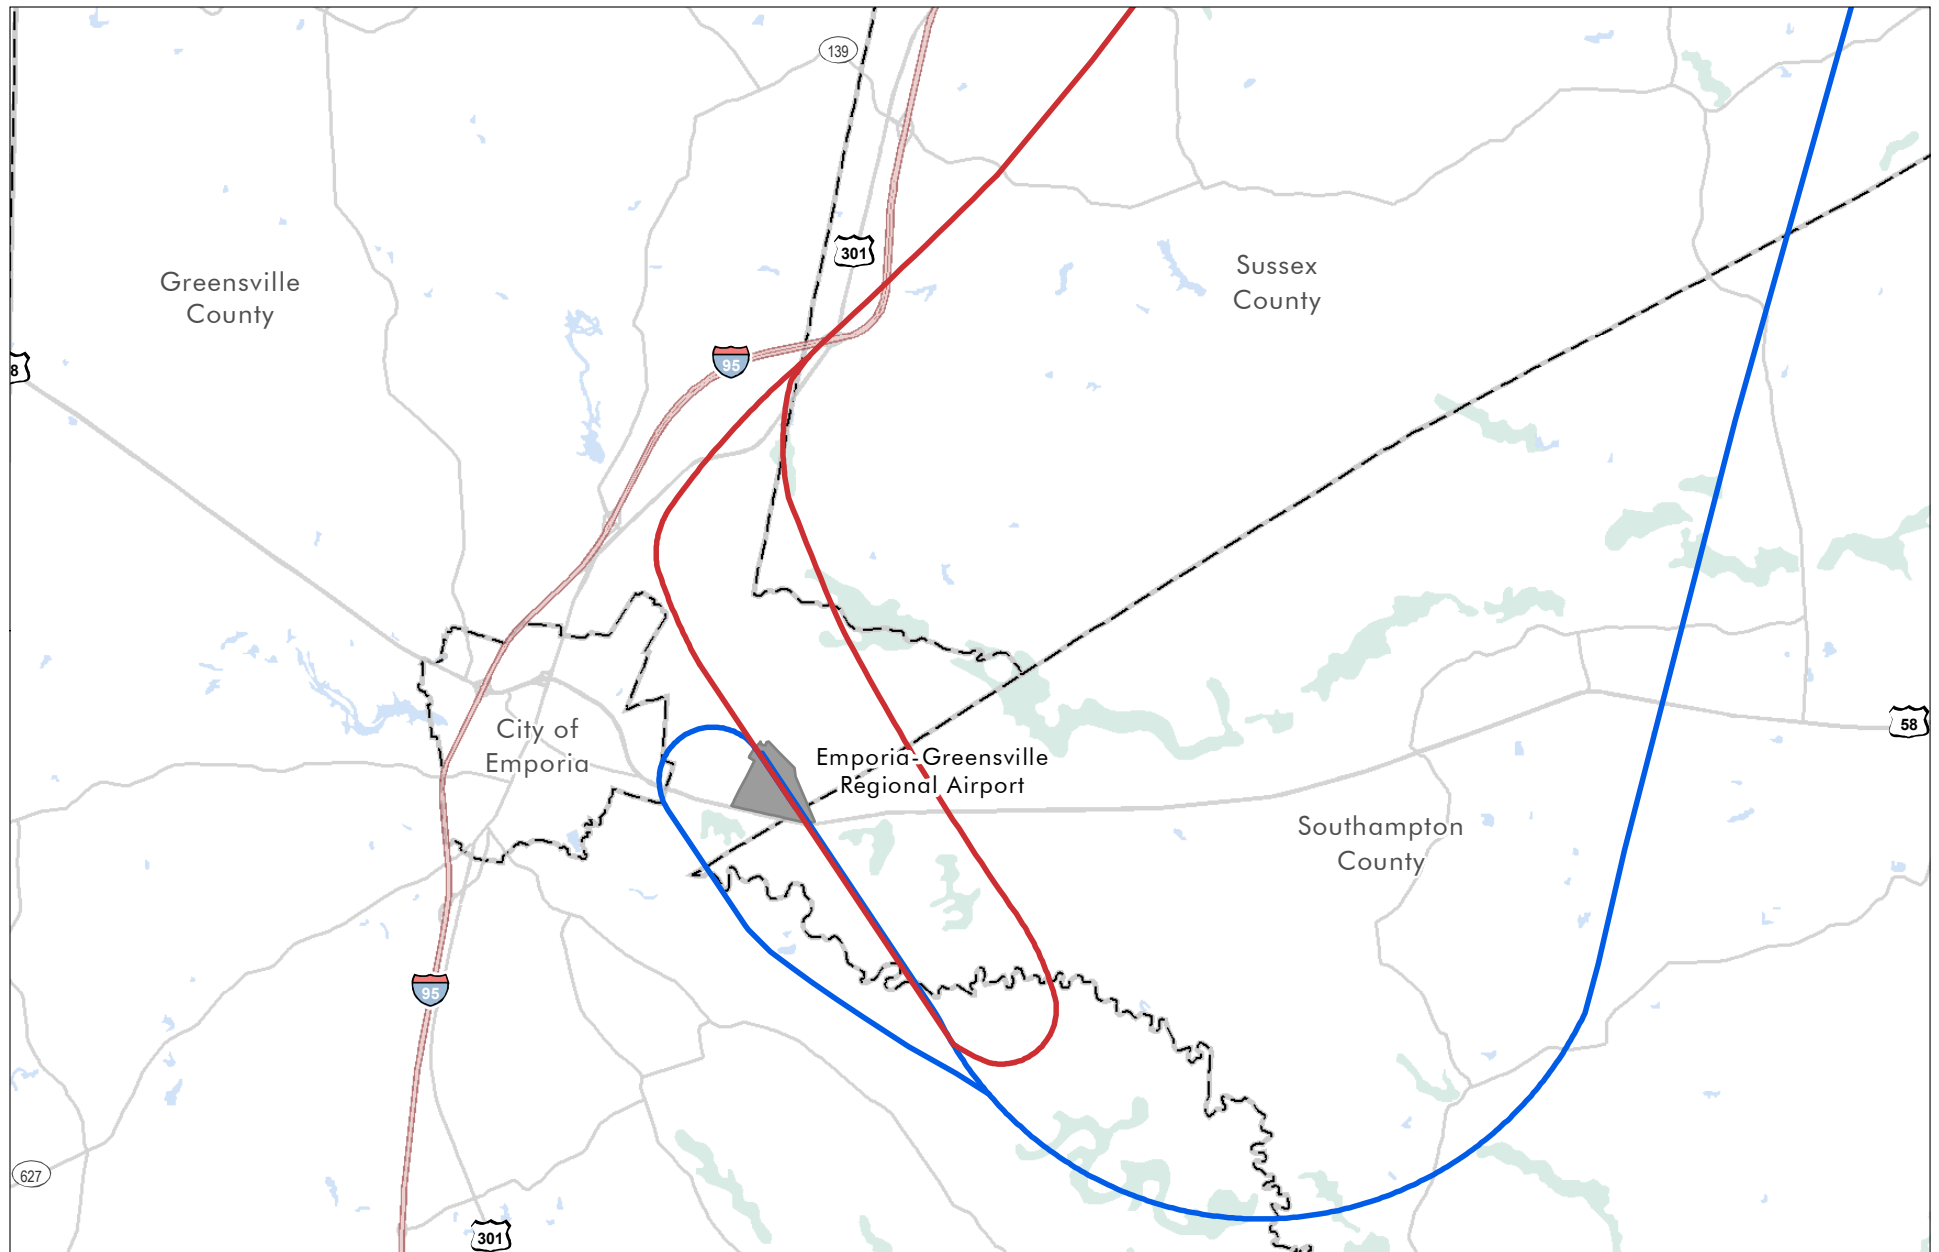 139
301
Sussex
County
Greensville
County
95
8
58
City of
Emporia
Emporia-Greensville
Regional Airport
Southampton
County
95
627
301